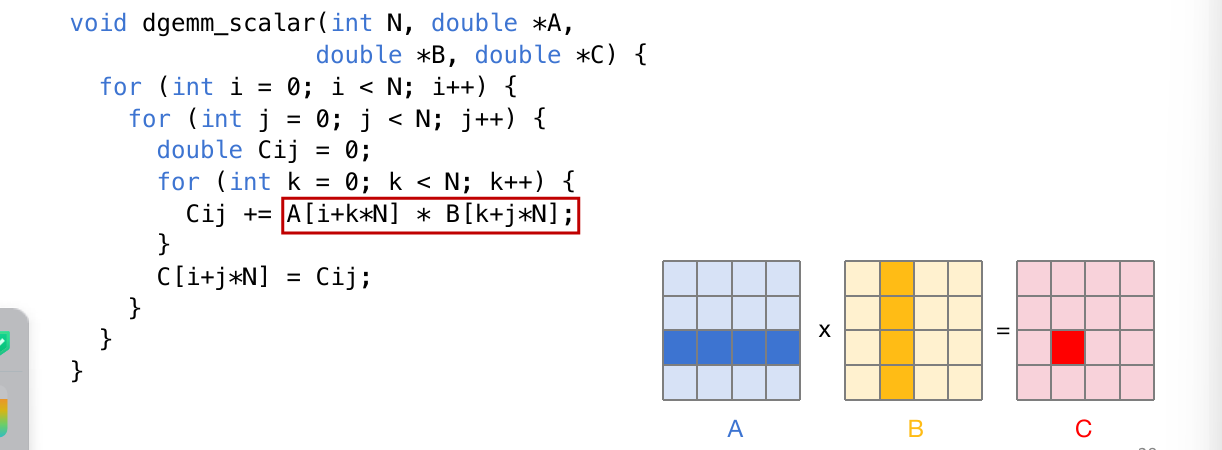 void dgemm_scalar(int N, double *A,
double *B, double *C) {
for (int i = 0; i < N; i++) {
for (int j = 0; j < N; j++) {
double Cij = 0;
for (int k = 0; k < N; k++) {
Cij += A[i+k*N] * B[k+j*N];
}
C[i+j*N] = Cij;
}
}
}
x =
A B C